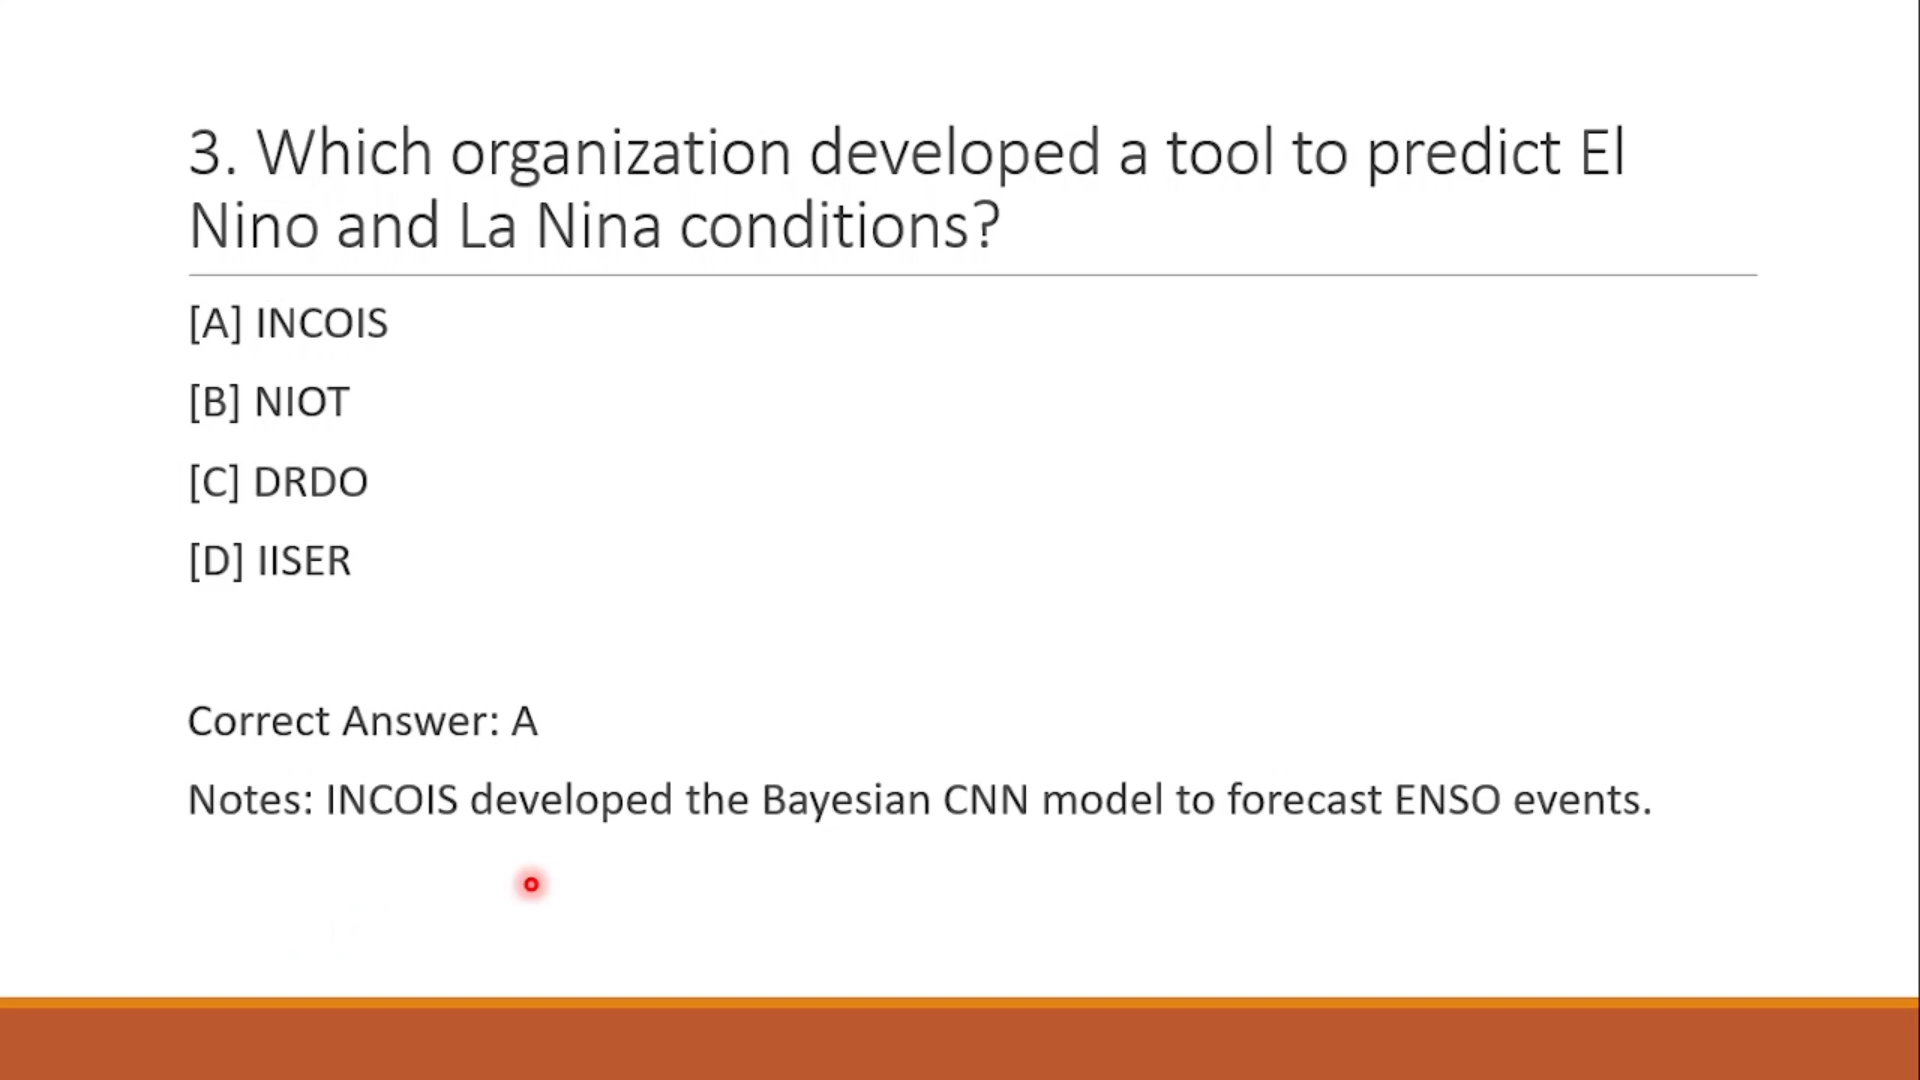 3. Which organization developed a tool to predict El
Nino and La Nina conditions?
[A] INCOIS
[B] NIOT
[C] DRDO
[D] IISER
Correct Answer: A
Notes: INCOIS developed the Bayesian CNN model to forecast ENSO events.